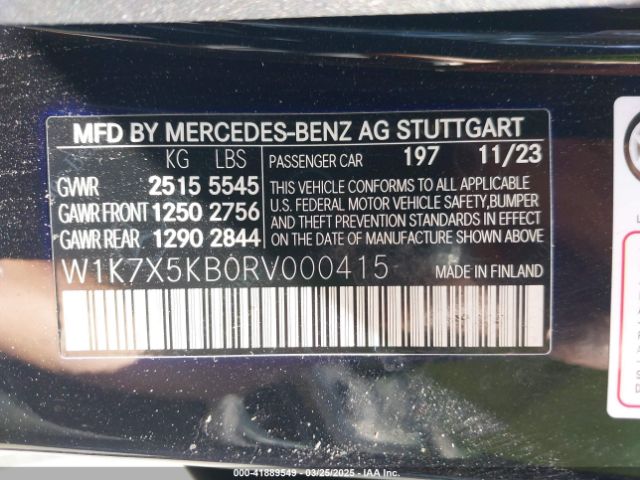 MFD BY MERCEDES-BENZ AG STUTTGART
KG LBS PASSENGER CAR 197 11/23
GVWR 2515 5545
GAWR FRONT 1250 2756
GAWR REAR 1290 2844
THIS VEHICLE CONFORMS TO ALL APPLICABLE
U.S. FEDERAL MOTOR VEHICLE SAFETY,BUMPER
AND THEFT PREVENTION STANDARDS IN EFFECT
ON THE DATE OF MANUFACTURE SHOWN ABOVE.
W1K7X5KB0RV000415 MADE IN FINLAND
000-41889549 - 03/25/2025 - IAA Inc.